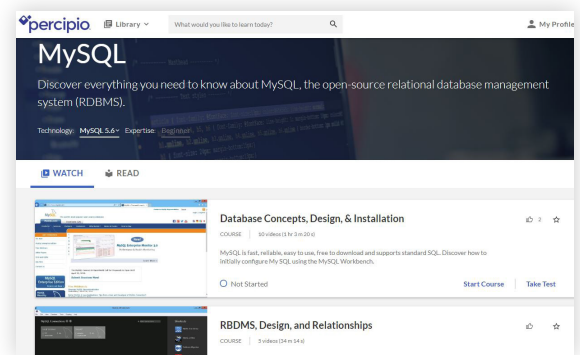 percipio. Library What would you like to learn today? My Profile
MySQL
Discover everything you need to know about MySQL, the open-source relational database management
system (RDBMS).
Technology: MySQL 5.6 Expertise: Beginner
WATCH READ
Database Concepts, Design, & Installation 2
COURSE 10 videos (1 hr 3 m 20 s)
MySQL is fast, reliable, easy to use, free to download and supports standard SQL. Discover how to
initially configure My SQL using the MySQL Workbench.
Not Started Start Course Take Test
RBDMS, Design, and Relationships
COURSE 5 videos (34 m 14 s)